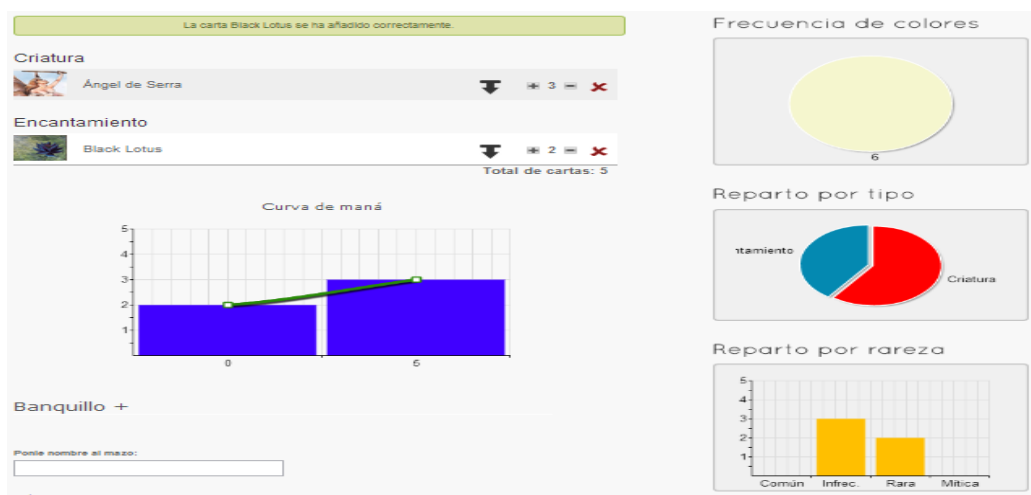 La carta Black Lotus se ha añadido correctamente.
Criatura
Ángel de Serra
3
Encantamiento
Black Lotus
2
Total de cartas: 5
Curva de maná
5
4
3
2
1
0
6
Banquillo +
Ponle nombre al mazo:
Frecuencia de colores
6
Reparto por tipo
ntamiento
Criatura
Reparto por rareza
5
4
3
2
1
Común Infrec. Rara Mítica